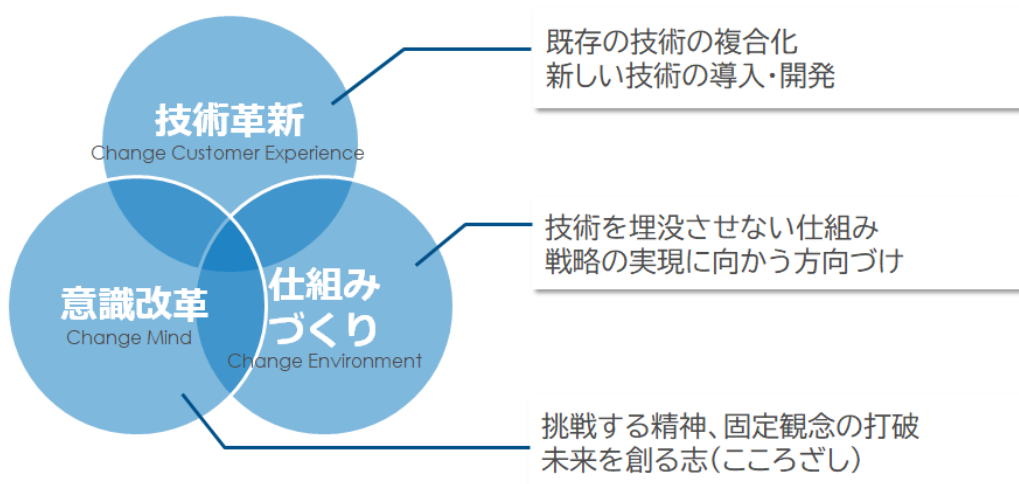 既存の技術の複合化
新しい技術の導入・開発
技術革新
Change Customer Experience
技術を埋没させない仕組み
戦略の実現に向かう方向づけ
意識改革
Change Mind
仕組み
づくり
Change Environment
挑戦する精神、固定観念の打破
未来を創る志(こころざし)